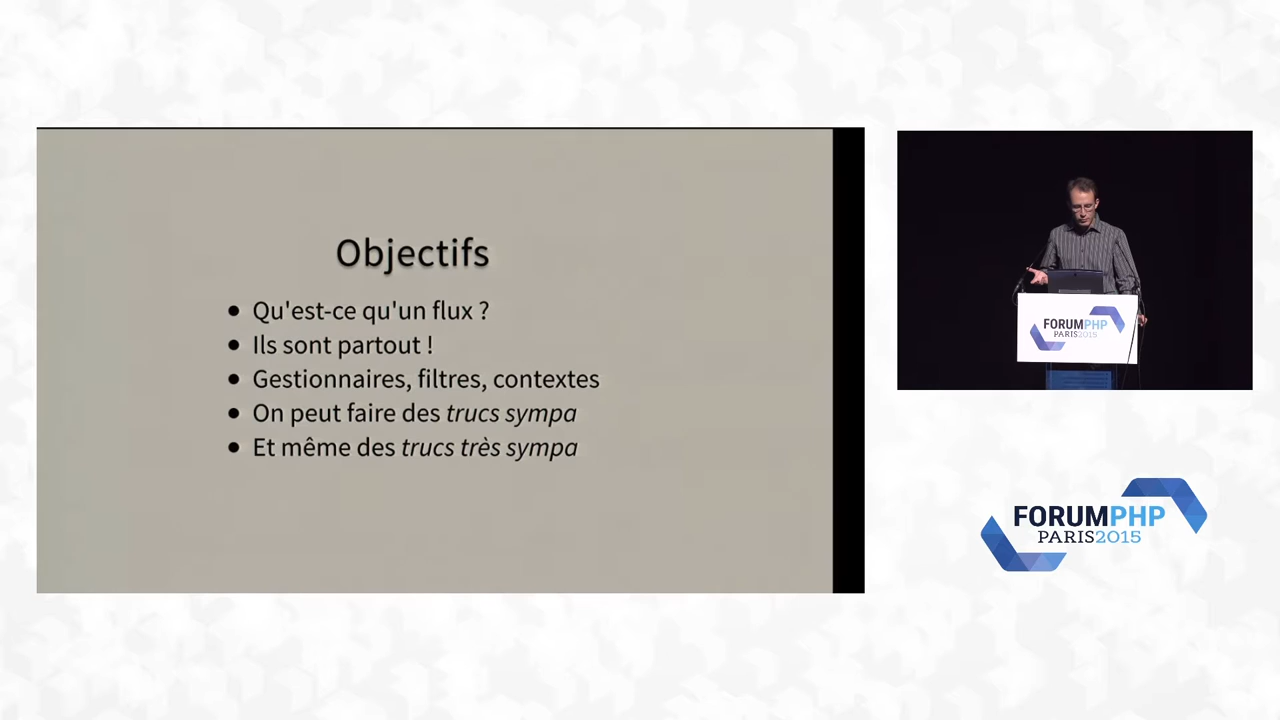 Objectifs
Qu'est-ce qu'un flux ?
Ils sont partout !
Gestionnaires, filtres, contextes
On peut faire des trucs sympa
Et même des trucs très sympa
FORUMPHP
PARIS2015
FORUMPHP
PARIS2015